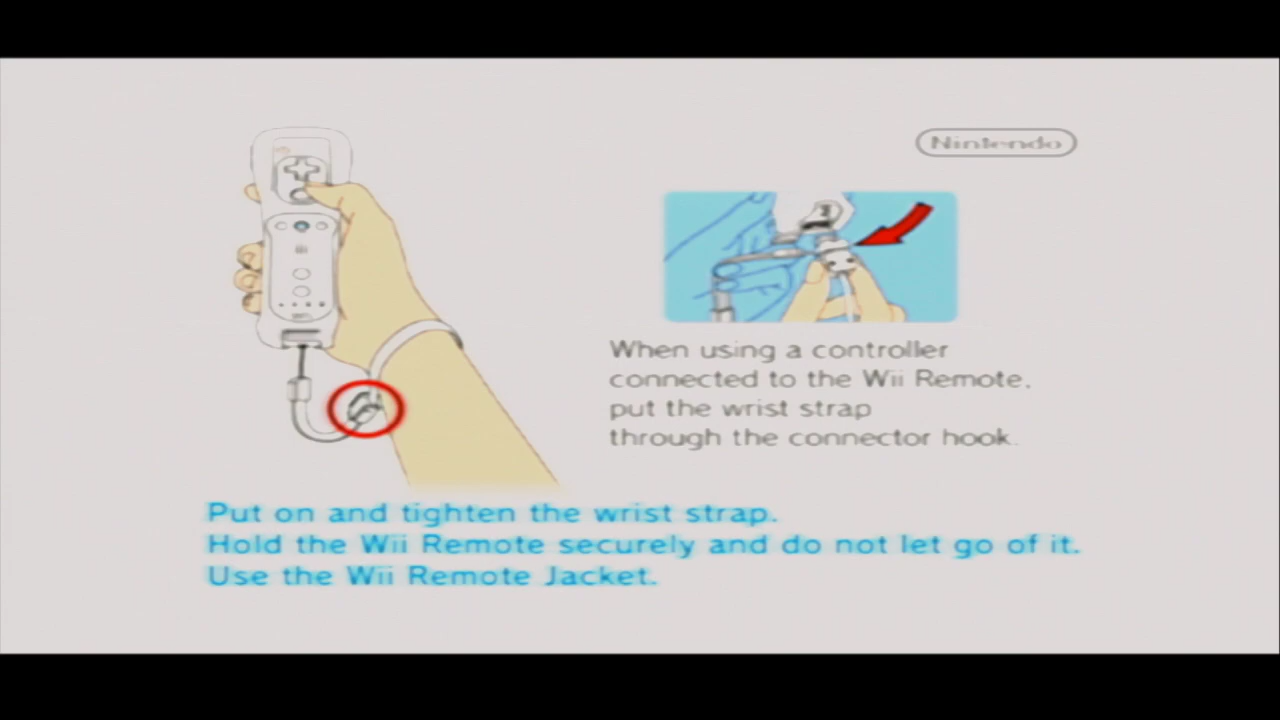 Nintendo
When using a controller
connected to the Wii Remote,
put the wrist strap
through the connector hook.
Put on and tighten the wrist strap.
Hold the Wii Remote securely and do not let go of it.
Use the Wii Remote Jacket.